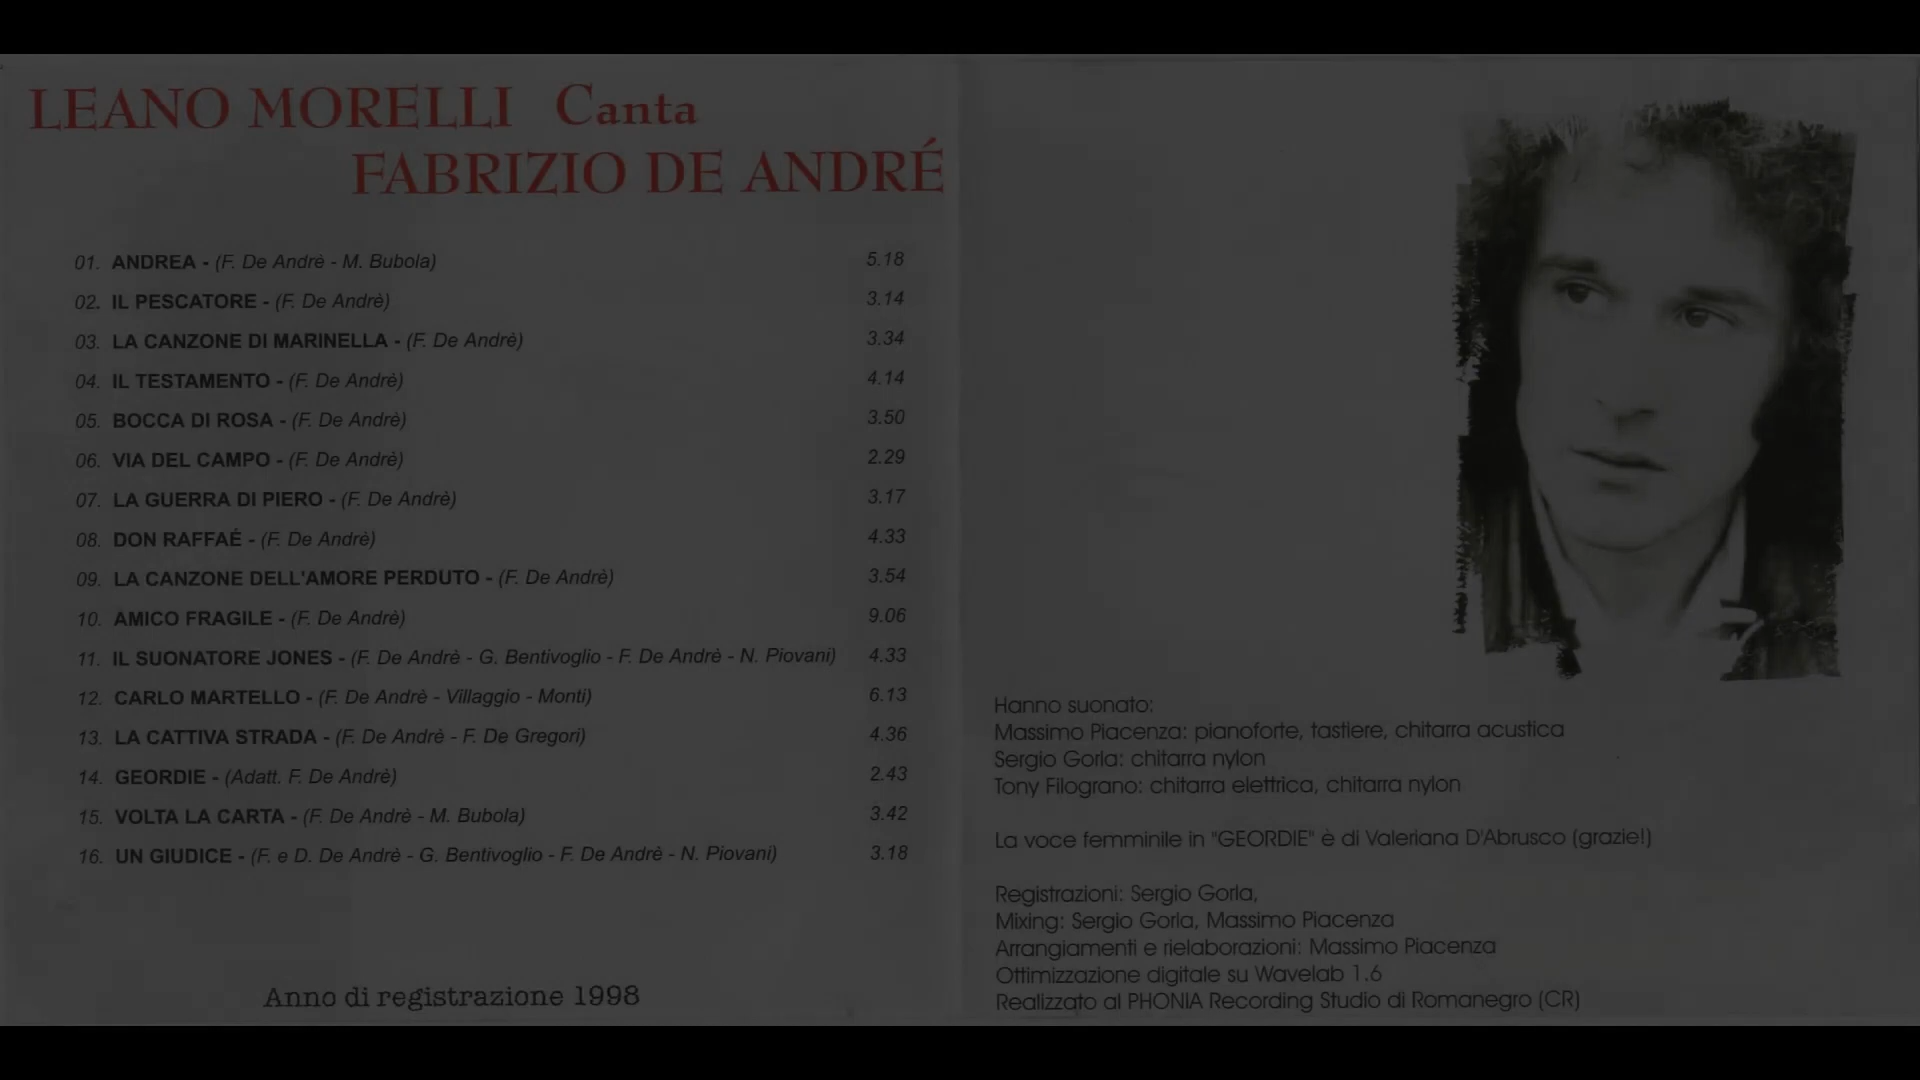 LEANO MORELLI Canta
FABRIZIO DE ANDRÉ
01. ANDREA - (F. De Andrè - M. Bubola) 5.18
02. IL PESCATORE - (F. De Andrè) 3.14
03. LA CANZONE DI MARINELLA - (F. De Andrè) 3.34
04. IL TESTAMENTO - (F. De Andrè) 4.14
05. BOCCA DI ROSA - (F. De Andrè) 3.50
06. VIA DEL CAMPO - (F. De Andrè) 2.29
07. LA GUERRA DI PIERO - (F. De Andrè) 3.17
08. DON RAFFAÉ - (F. De Andrè) 4.33
09. LA CANZONE DELL'AMORE PERDUTO - (F. De Andrè) 3.54
10. AMICO FRAGILE - (F. De Andrè) 9.06
11. IL SUONATORE JONES - (F. De Andrè - G. Bentivoglio - F. De Andrè - N. Piovani) 4.33
12. CARLO MARTELLO - (F. De Andrè - Villaggio - Monti) 6.13
13. LA CATTIVA STRADA - (F. De Andrè - F. De Gregori) 4.36
14. GEORDIE - (Adatt. F. De Andrè) 2.43
15. VOLTA LA CARTA - (F. De Andrè - M. Bubola) 3.42
16. UN GIUDICE - (F. e D. De Andrè - G. Bentivoglio - F. De Andrè - N. Piovani) 3.18
Anno di registrazione 1998
Hanno suonato:
Massimo Piacenza: pianoforte, tastiere, chitarra acustica
Sergio Gorla: chitarra nylon
Tony Filograno: chitarra elettrica, chitarra nylon
La voce femminile in "GEORDIE" è di Valeriana D'Abrusco (grazie!)
Registrazioni: Sergio Gorla,
Mixing: Sergio Gorla, Massimo Piacenza
Arrangiamenti e rielaborazioni: Massimo Piacenza
Ottimizzazione digitale su Wavelab 1.6
Realizzato al PHONIA Recording Studio di Romanegro (CR)